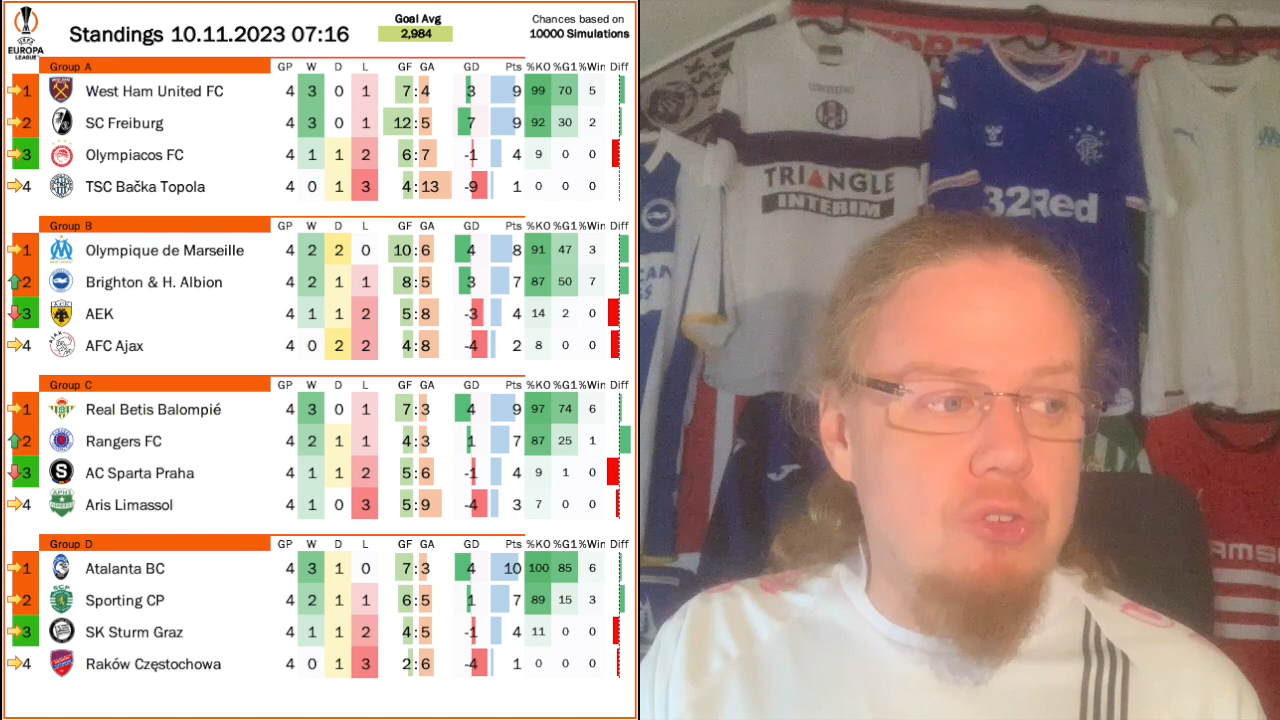 UEFA
EUROPA
LEAGUE
Standings 10.11.2023 07:16
Goal Avg
2,984
Chances based on
10000 Simulations
Group A GP W D L GF GA GD Pts %KO %G1 %Win Diff
1 West Ham United FC 4 3 0 1 7:4 3 9 99 70 5
2 SC Freiburg 4 3 0 1 12:5 7 9 92 30 2
3 Olympiacos FC 4 1 1 2 6:7 -1 4 9 0 0
4 TSC Bačka Topola 4 0 1 3 4:13 -9 1 0 0 0
Group B GP W D L GF GA GD Pts %KO %G1 %Win Diff
1 Olympique de Marseille 4 2 2 0 10:6 4 8 91 47 3
2 Brighton & H. Albion 4 2 1 1 8:5 3 7 87 50 7
3 AEK 4 1 1 2 5:8 -3 4 14 2 0
4 AFC Ajax 4 0 2 2 4:8 -4 2 8 0 0
Group C GP W D L GF GA GD Pts %KO %G1 %Win Diff
1 Real Betis Balompié 4 3 0 1 7:3 4 9 97 74 6
2 Rangers FC 4 2 1 1 4:3 1 7 87 25 1
3 AC Sparta Praha 4 1 1 2 5:6 -1 4 9 1 0
4 Aris Limassol 4 1 0 3 5:9 -4 3 7 0 0
Group D GP W D L GF GA GD Pts %KO %G1 %Win Diff
1 Atalanta BC 4 3 1 0 7:3 4 10 100 85 6
2 Sporting CP 4 2 1 1 6:5 1 7 89 15 3
3 SK Sturm Graz 4 1 1 2 4:5 -1 4 11 0 0
4 Raków Częstochowa 4 0 1 3 2:6 -4 1 0 0 0
TRIANGLE
INTERIM
32Red